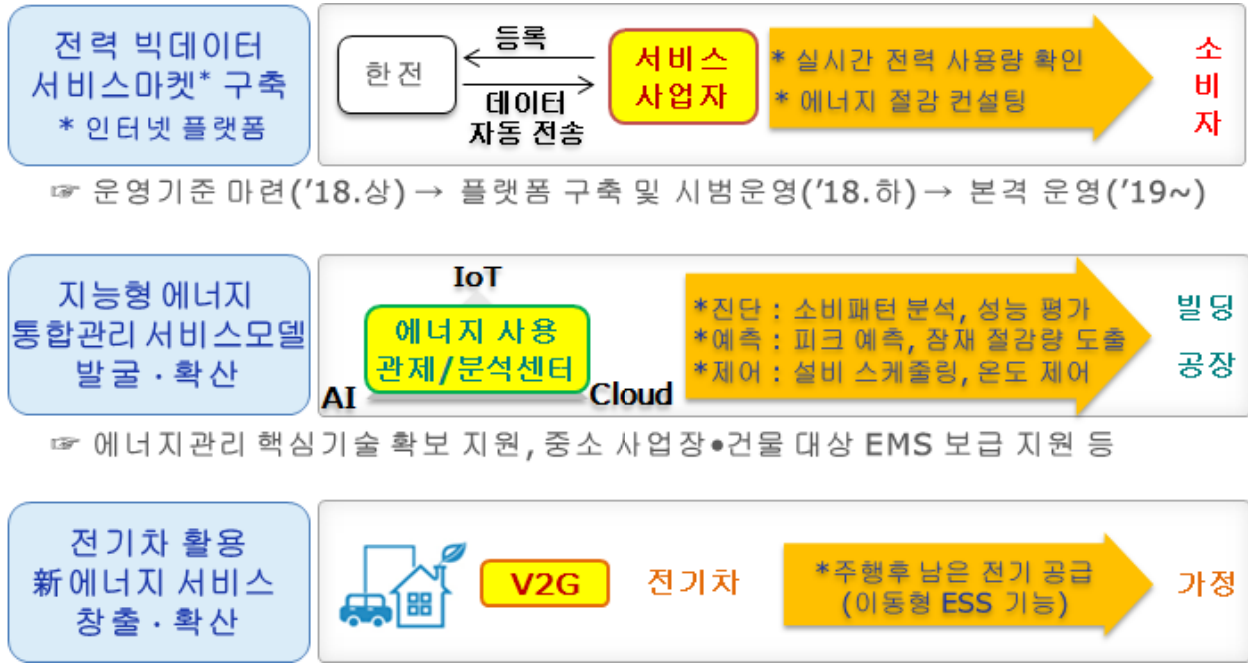 전력 빅데이터
서비스마켓* 구축
* 인터넷 플랫폼
한전
등록
데이터
자동 전송
서비스
사업자
* 실시간 전력 사용량 확인
* 에너지 절감 컨설팅
소
비
자
☞ 운영기준 마련('18.상) → 플랫폼 구축 및 시범운영('18.하) → 본격 운영('19~)
지능형 에너지
통합관리 서비스모델
발굴·확산
IoT
에너지 사용
관제/분석센터
AI
Cloud
*진단 : 소비패턴 분석, 성능 평가
*예측 : 피크 예측, 잠재 절감량 도출
*제어 : 설비 스케줄링, 온도 제어
빌딩
공장
☞ 에너지관리 핵심기술 확보 지원, 중소 사업장•건물 대상 EMS 보급 지원 등
전기차 활용
新에너지 서비스
창출·확산
V2G
전기차
*주행후 남은 전기 공급
(이동형 ESS 기능)
가정